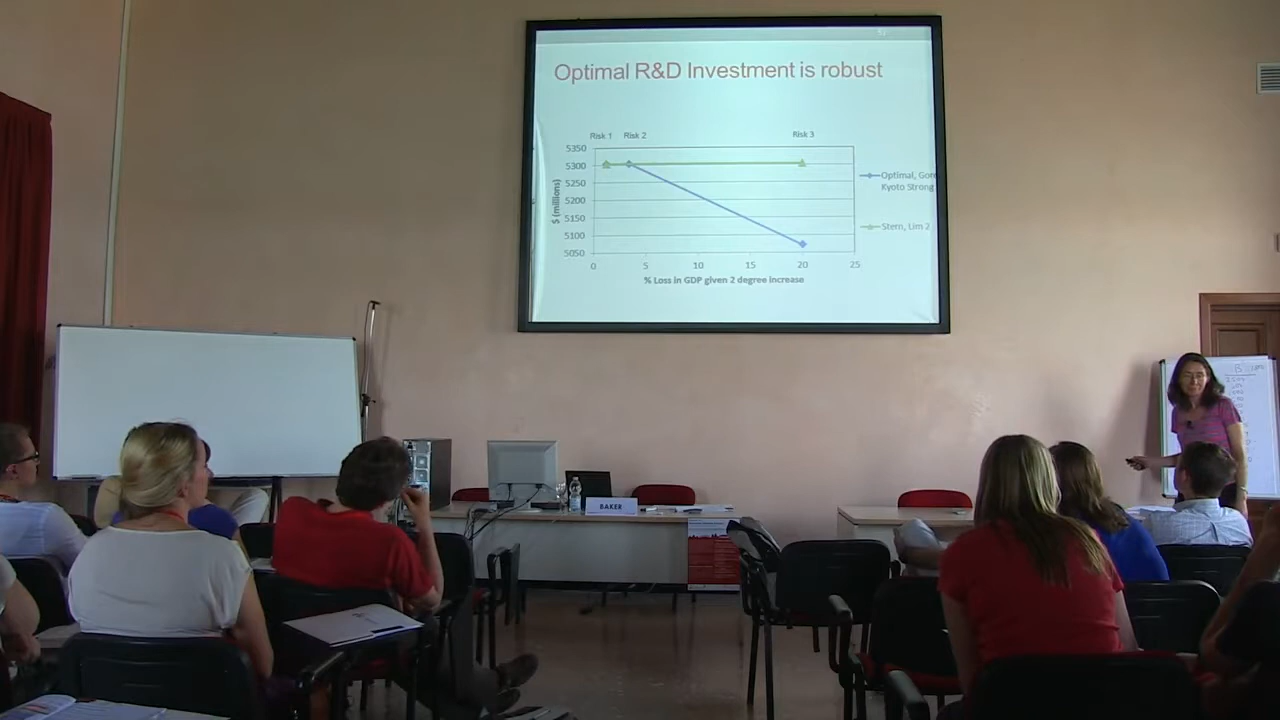 Optimal R&D Investment is robust
Risk 1 Risk 2 Risk 3
5350
5300
5250
5200
5150
5100
5050
$ (millions)
0 5 10 15 20 25
% Loss in GDP given 2 degree increase
Optimal, Gore
Kyoto Strong
Stern, Lim 2
BAKER